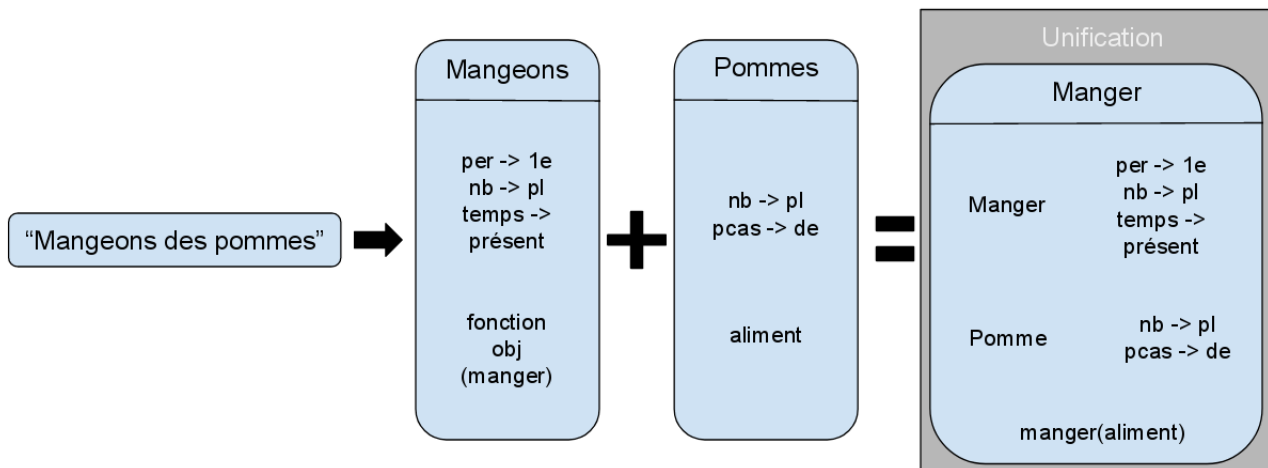 “Mangeons des pommes”
Mangeons
per -> 1e
nb -> pl
temps ->
présent
fonction
obj
(manger)
Pommes
nb -> pl
pcas -> de
aliment
Unification
Manger
Manger
per -> 1e
nb -> pl
temps ->
présent
Pomme
nb -> pl
pcas -> de
manger(aliment)